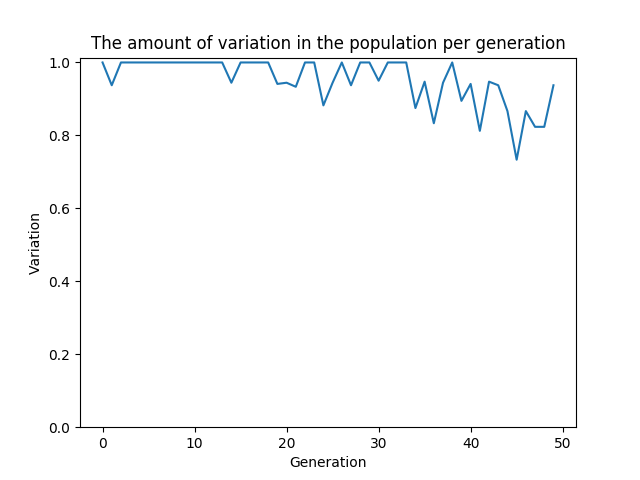 The amount of variation in the population per generation
1.0
0.8
0.6
0.4
0.2
0.0
Variation
0 10 20 30 40 50
Generation